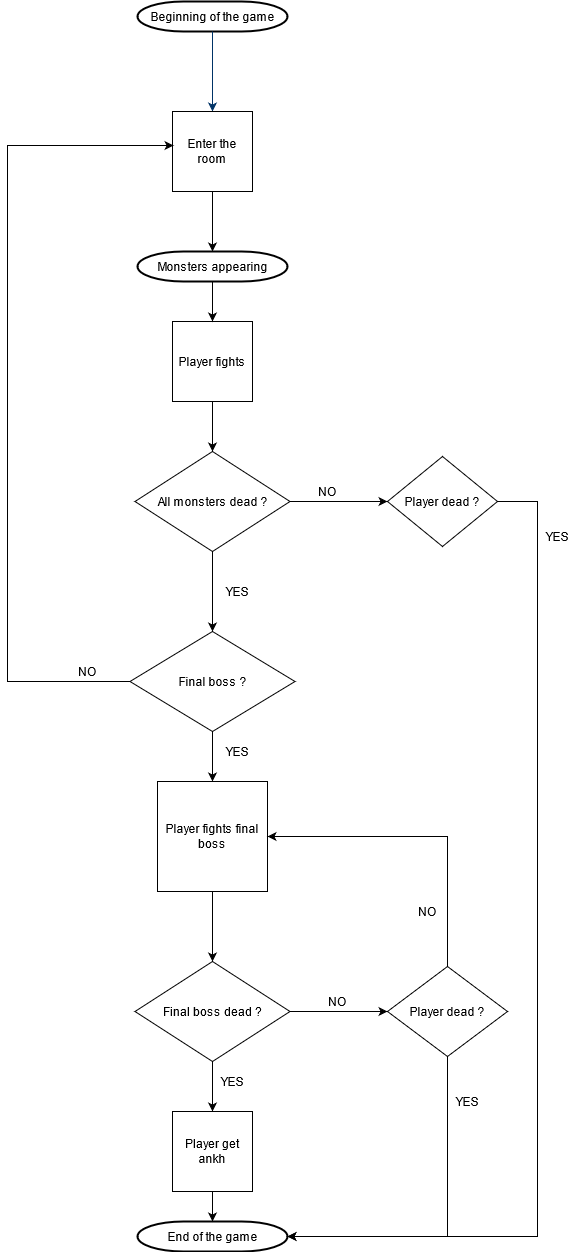 Beginning of the game
Enter the
room
Monsters appearing
Player fights
All monsters dead ?
NO
Player dead ?
YES
YES
Final boss ?
NO
YES
Player fights final
boss
NO
Final boss dead ?
NO
Player dead ?
YES
YES
Player get
ankh
End of the game